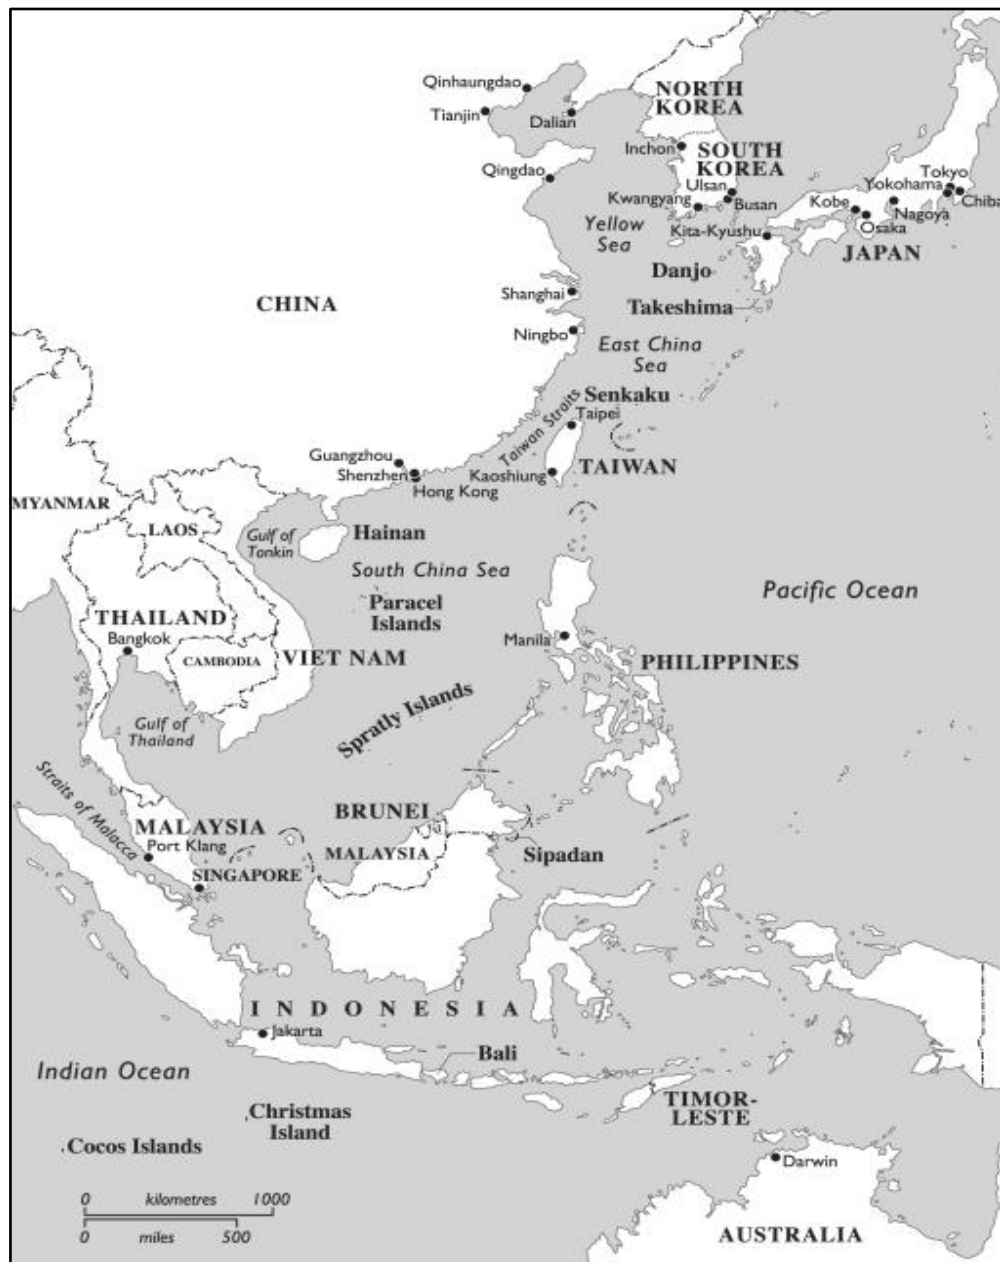 Qinhaungdao
Tianjin
Dalian
NORTH
KOREA
Inchon
SOUTH
KOREA
Qingdao
Ulsan
Kwangyang
Busan
Tokyo
Yokohama
Chiba
Kobe
Nagoya
Osaka
Yellow
Sea
Kita-Kyushu
JAPAN
Danjo
CHINA
Shanghai
Takeshima
Ningbo
East China
Sea
Senkaku
Taiwan Straits
Taipei
Guangzhou
Shenzhen
Hong Kong
Kaoshiung
TAIWAN
MYANMAR
LAOS
Gulf of
Tonkin
Hainan
South China Sea
Pacific Ocean
Paracel
Islands
THAILAND
Bangkok
CAMBODIA
VIET NAM
Manila
PHILIPPINES
Spratly Islands
Gulf of
Thailand
Straits of Malacca
BRUNEI
MALAYSIA
Port Klang
MALAYSIA
Sipadan
SINGAPORE
INDONESIA
Jakarta
Bali
Indian Ocean
TIMOR-
LESTE
Christmas
Island
Cocos Islands
Darwin
0 kilometres 1000
0 miles 500
AUSTRALIA